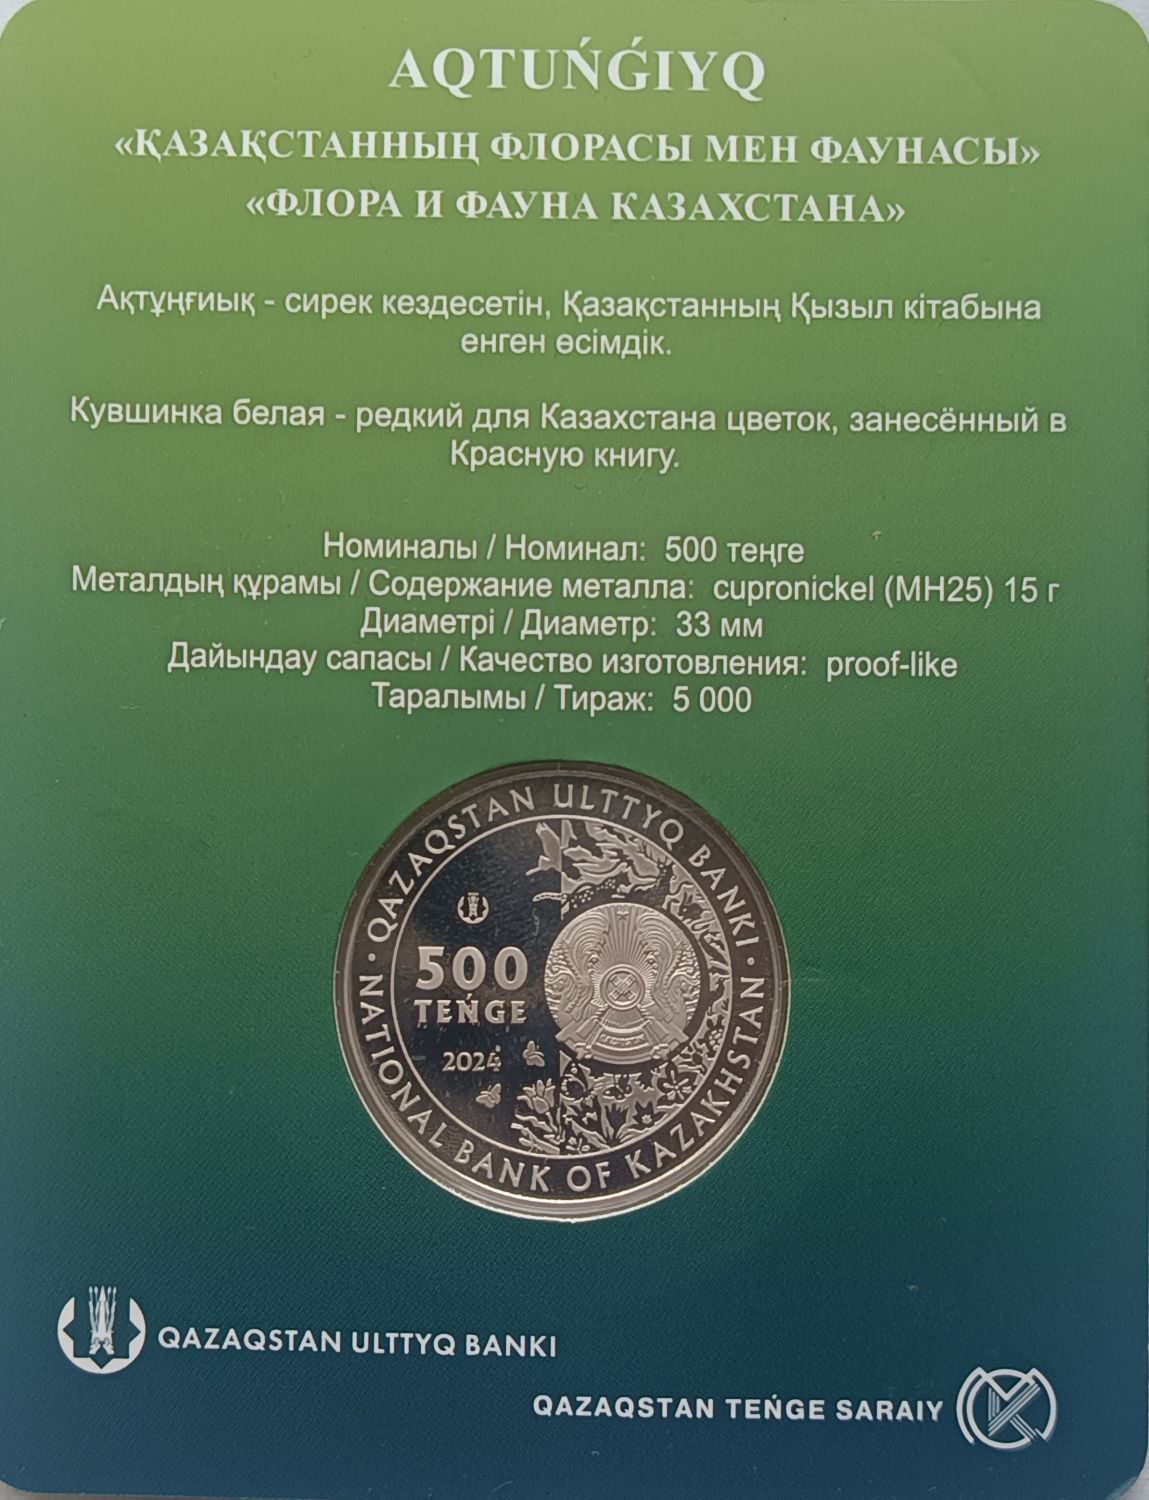 AQTUŃǴIYQ
«ҚАЗАҚСТАННЫҢ ФЛОРАСЫ МЕН ФАУНАСЫ»
«ФЛОРА И ФАУНА КАЗАХСТАНА»
Ақтұңғиық - сирек кездесетін, Қазақстанның Қызыл кітабына
енген өсімдік.
Кувшинка белая - редкий для Казахстана цветок, занесённый в
Красную книгу.
Номиналы / Номинал: 500 теңге
Металдың құрамы / Содержание металла: cupronickel (МН25) 15 г
Диаметрі / Диаметр: 33 мм
Дайындау сапасы / Качество изготовления: proof-like
Таралымы / Тираж: 5 000
QAZAQSTAN ULTTYQ BANKI
500
TEŃGE
2024
NATIONAL BANK OF KAZAKHSTAN
QAZAQSTAN ULTTYQ BANKI
QAZAQSTAN TEŃGE SARAIY